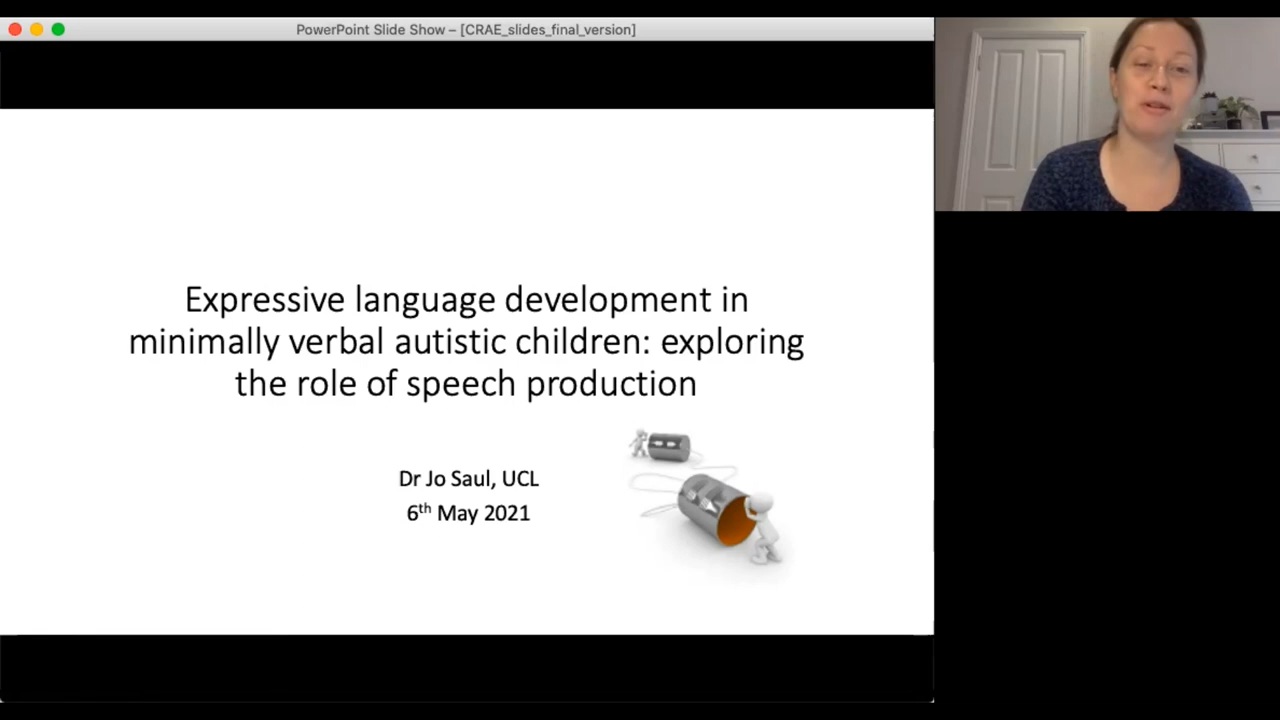 PowerPoint Slide Show – [CRAE_slides_final_version]
Expressive language development in
minimally verbal autistic children: exploring
the role of speech production
Dr Jo Saul, UCL
6th May 2021